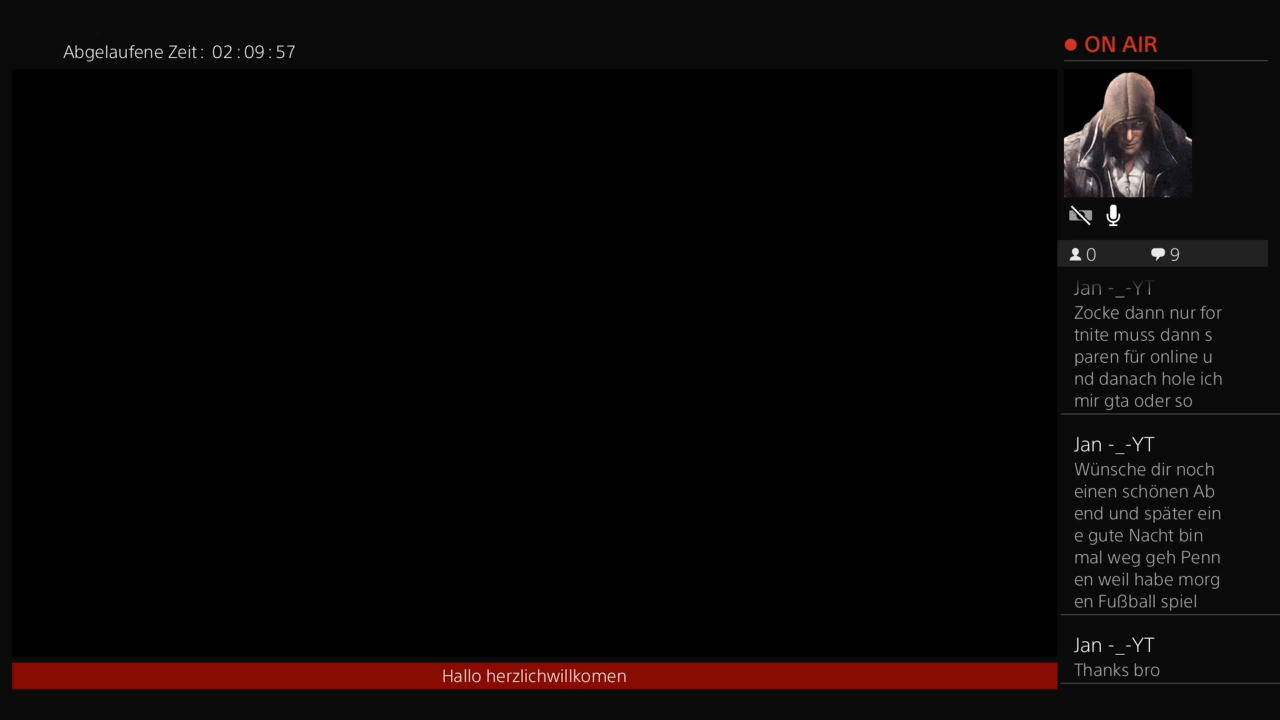 Abgelaufene Zeit: 02:09:57
ON AIR
0 9
Jan -_-YT
Zocke dann nur for
tnite muss dann s
paren für online u
nd danach hole ich
mir gta oder so
Jan -_-YT
Wünsche dir noch
einen schönen Ab
end und später ein
e gute Nacht bin
mal weg geh Penn
en weil habe morg
en Fußball spiel
Jan -_-YT
Thanks bro
Hallo herzlichwillkomen